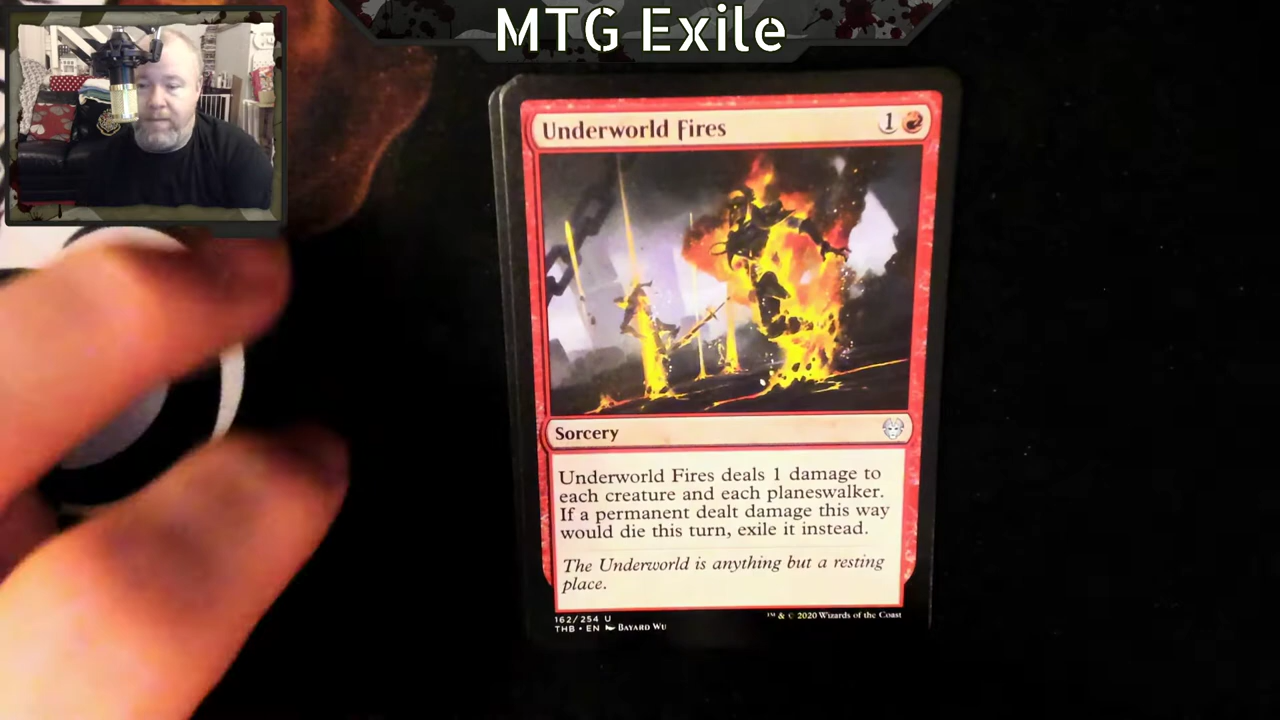 MTG Exile
Underworld Fires
1
Sorcery
Underworld Fires deals 1 damage to
each creature and each planeswalker.
If a permanent dealt damage this way
would die this turn, exile it instead.
The Underworld is anything but a resting
place.
162/254 U
THB • EN Bayard Wu
™ & © 2020 Wizards of the Coast